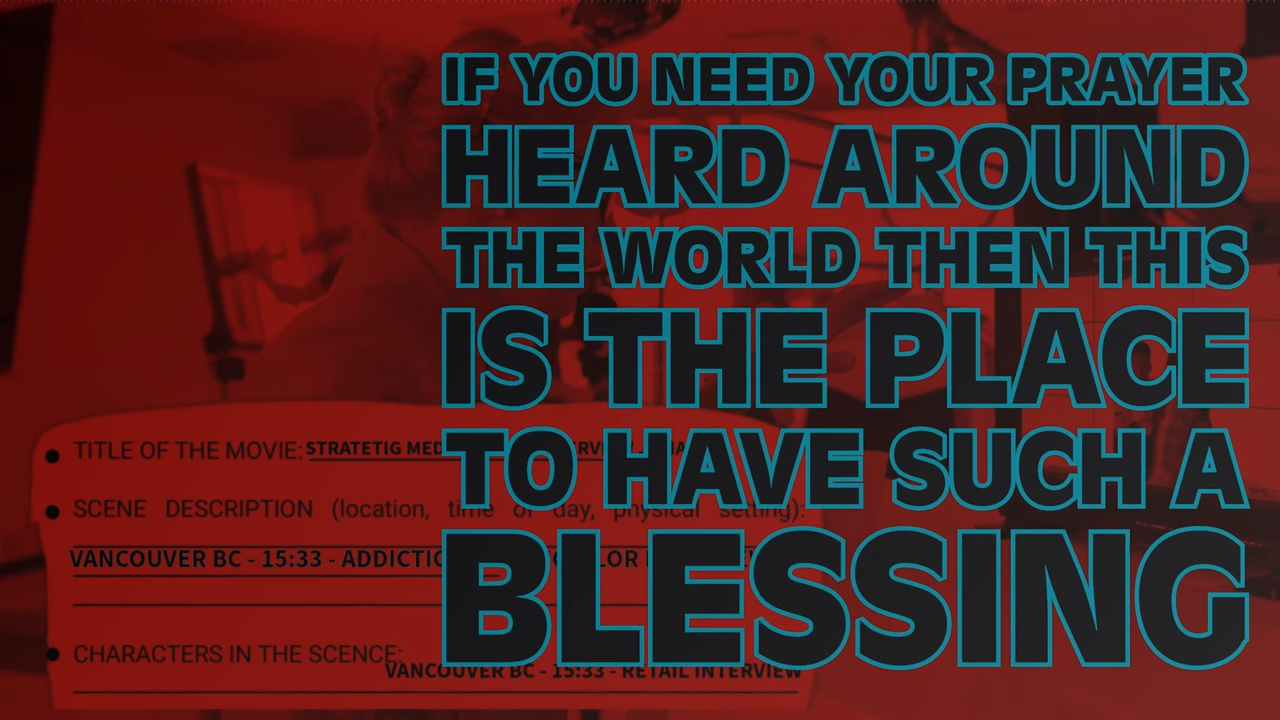 IF YOU NEED YOUR PRAYER
HEARD AROUND
THE WORLD THEN THIS
IS THE PLACE
TO HAVE SUCH A
BLESSING
TITLE OF THE MOVIE: STRATETIG MED
SCENE DESCRIPTION (location, time of day, physical setting):
VANCOUVER BC - 15:33 -
CHARACTERS IN THE SCENCE:
VANCOUVER BC - 15:33 - RETAIL INTERVIEW